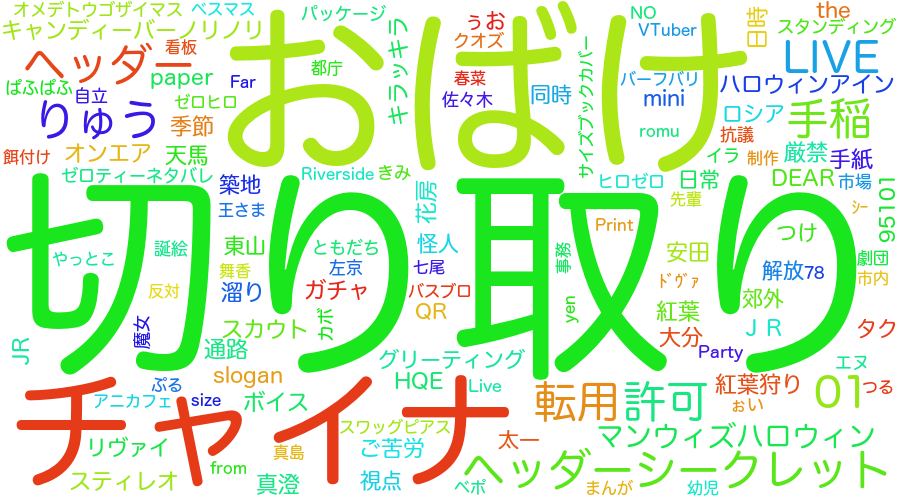 オメデトウゴザイマス ベスマス パッケージ ぅお NO the
キャンディーバーノリノリ クオズ VTuber 日時 スタンディング
ヘッダー 看板 おばけ キラッキラ LIVE
ぱふぱふ paper Far 都庁 春菜 サイズブックカバー バーフバリ ハロウィンアイン
自立 ゼロヒロ 佐々木 同時 mini
りゅう 季節 romu ロシア 手稲
餌付け オンエア 天馬 抗議 イラ 制作 厳禁 手紙
ゼロティーネタバレ Riverside きみ ヒロゼロ 日常 DEAR 市場
築地 王さま 花房 先輩 シー 95101
切り取り
東山 ともだち 怪人 Print 安田 つけ
やっとこ 誕絵 舞香 左京 七尾 事務 ドヴァ 解放 78 劇団 市内
反対 溜り ガチャ バスブロ yen 郊外
魔女 スカウト カボ QR 紅葉 JR タク
JR 通路 グリーティング 大分 Party エヌ
ぷる slogan HQE Live 紅葉狩り つる
チャイナ アニカフェ size ボイス 転用 許可 ぉい 01
リヴァイ スワッグピアス 太一 マンウィズハロウィン
from 真島 ご苦労 ヘッダーシークレット
スティレオ 真澄 視点 ベポ まんが 幼児